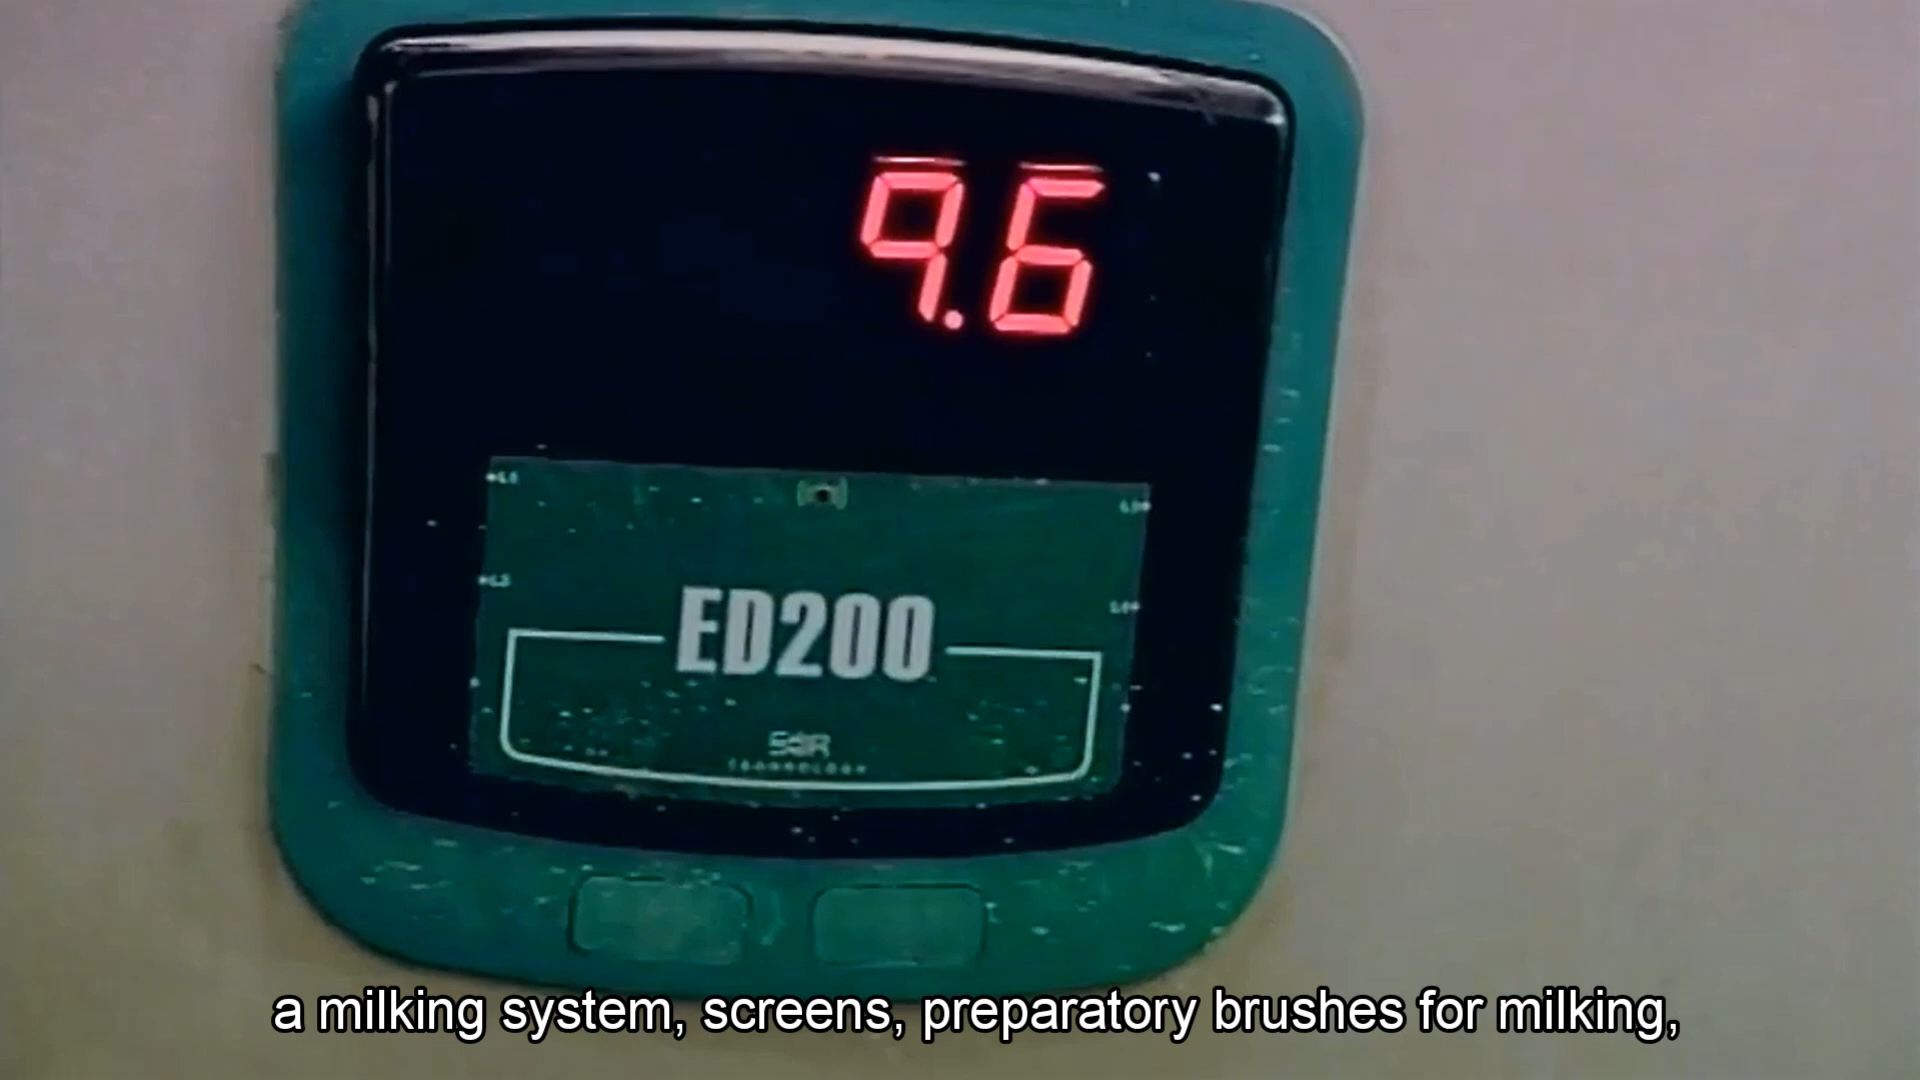 9.6
ED200
a milking system, screens, preparatory brushes for milking,